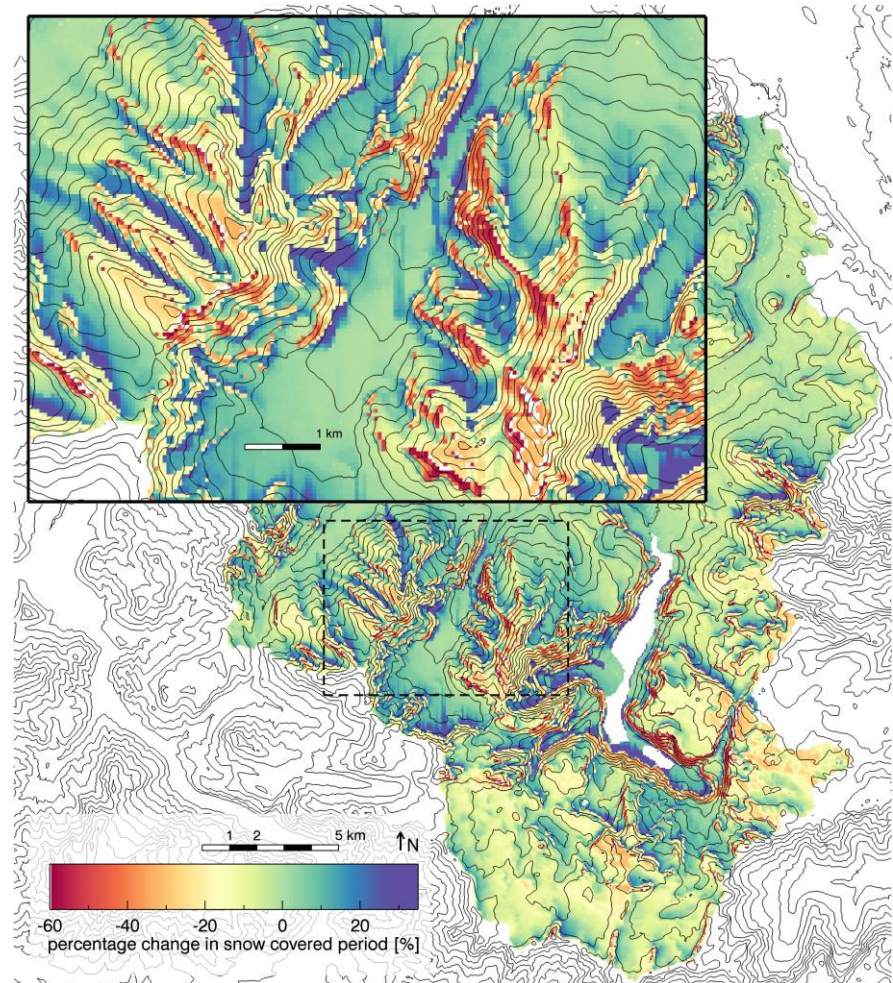 1 km
1 2 5 km
↑N
-60 -40 -20 0 20
percentage change in snow covered period [%]